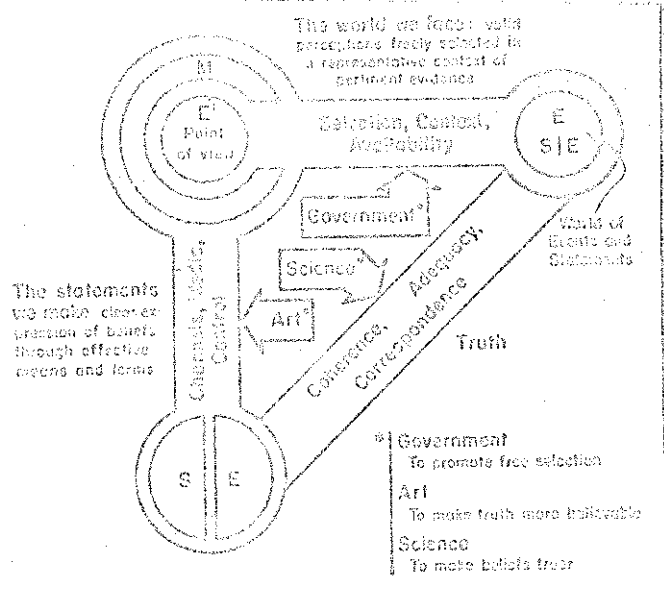 The world we face: valid
perceptions freely selected in
a representative context of
pertinent evidence
M
E'
Point
of view
Selection, Context,
Availability
E
S | E
World of
Events and
Statements
Government*
Science*
Art*
Channels, Media,
Control
Coherence, Adequacy,
Correspondence
Truth
The statements
we make clear ex-
pression of beliefs
through effective
means and forms
S E
* Government
To promote free selection
Art
To make truth more believable
Science
To make beliefs truer